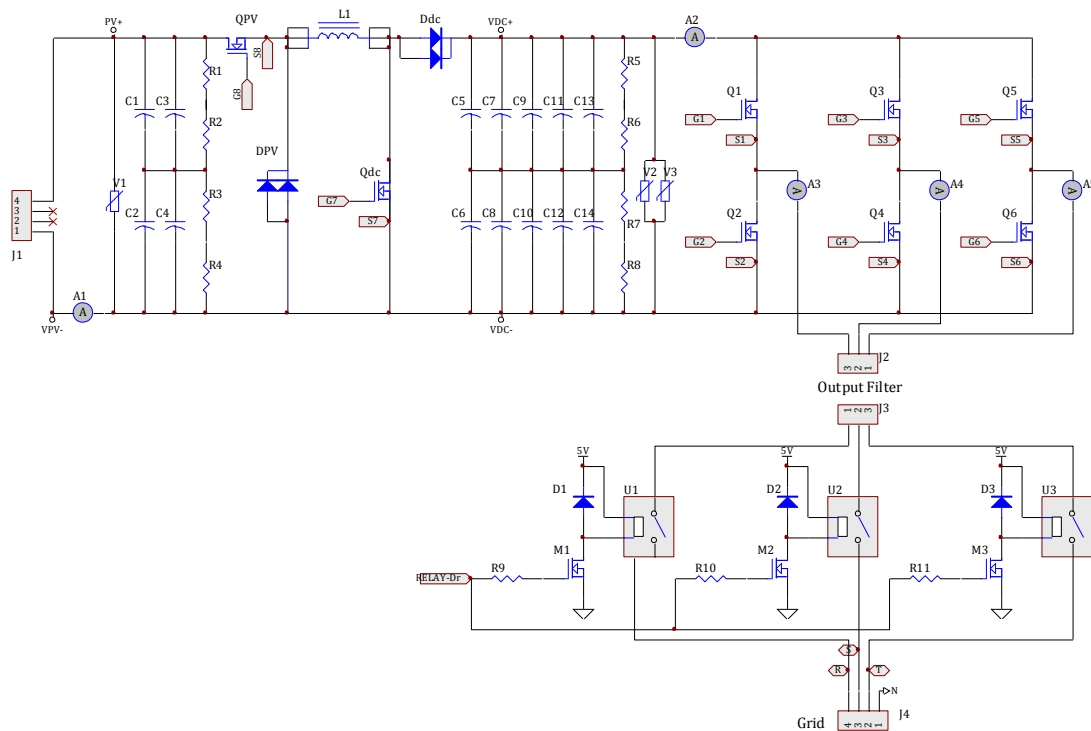 PV+
QPV
L1
Ddc
VDC+
A2
A
S8
G8
R1
R5
C1
C3
C5
C7
C9
C11
C13
Q1
Q3
Q5
G1
G3
G5
R2
R6
S1
S3
S5
DPV
Qdc
V1
V2
V3
A
A3
A
A4
A
4
3
2
1
J1
G7
S7
R3
R7
C2
C4
C6
C8
C10
C12
C14
Q2
Q4
Q6
G2
G4
G6
R4
R8
S2
S4
S6
A1
A
VPV-
VDC-
3
2
1
J2
Output Filter
1
2
3
J3
5V
5V
5V
D1
U1
D2
U2
D3
U3
M1
M2
M3
RELAY-Dr
R9
R10
R11
S
R
T
N
Grid
4
3
2
1
J4